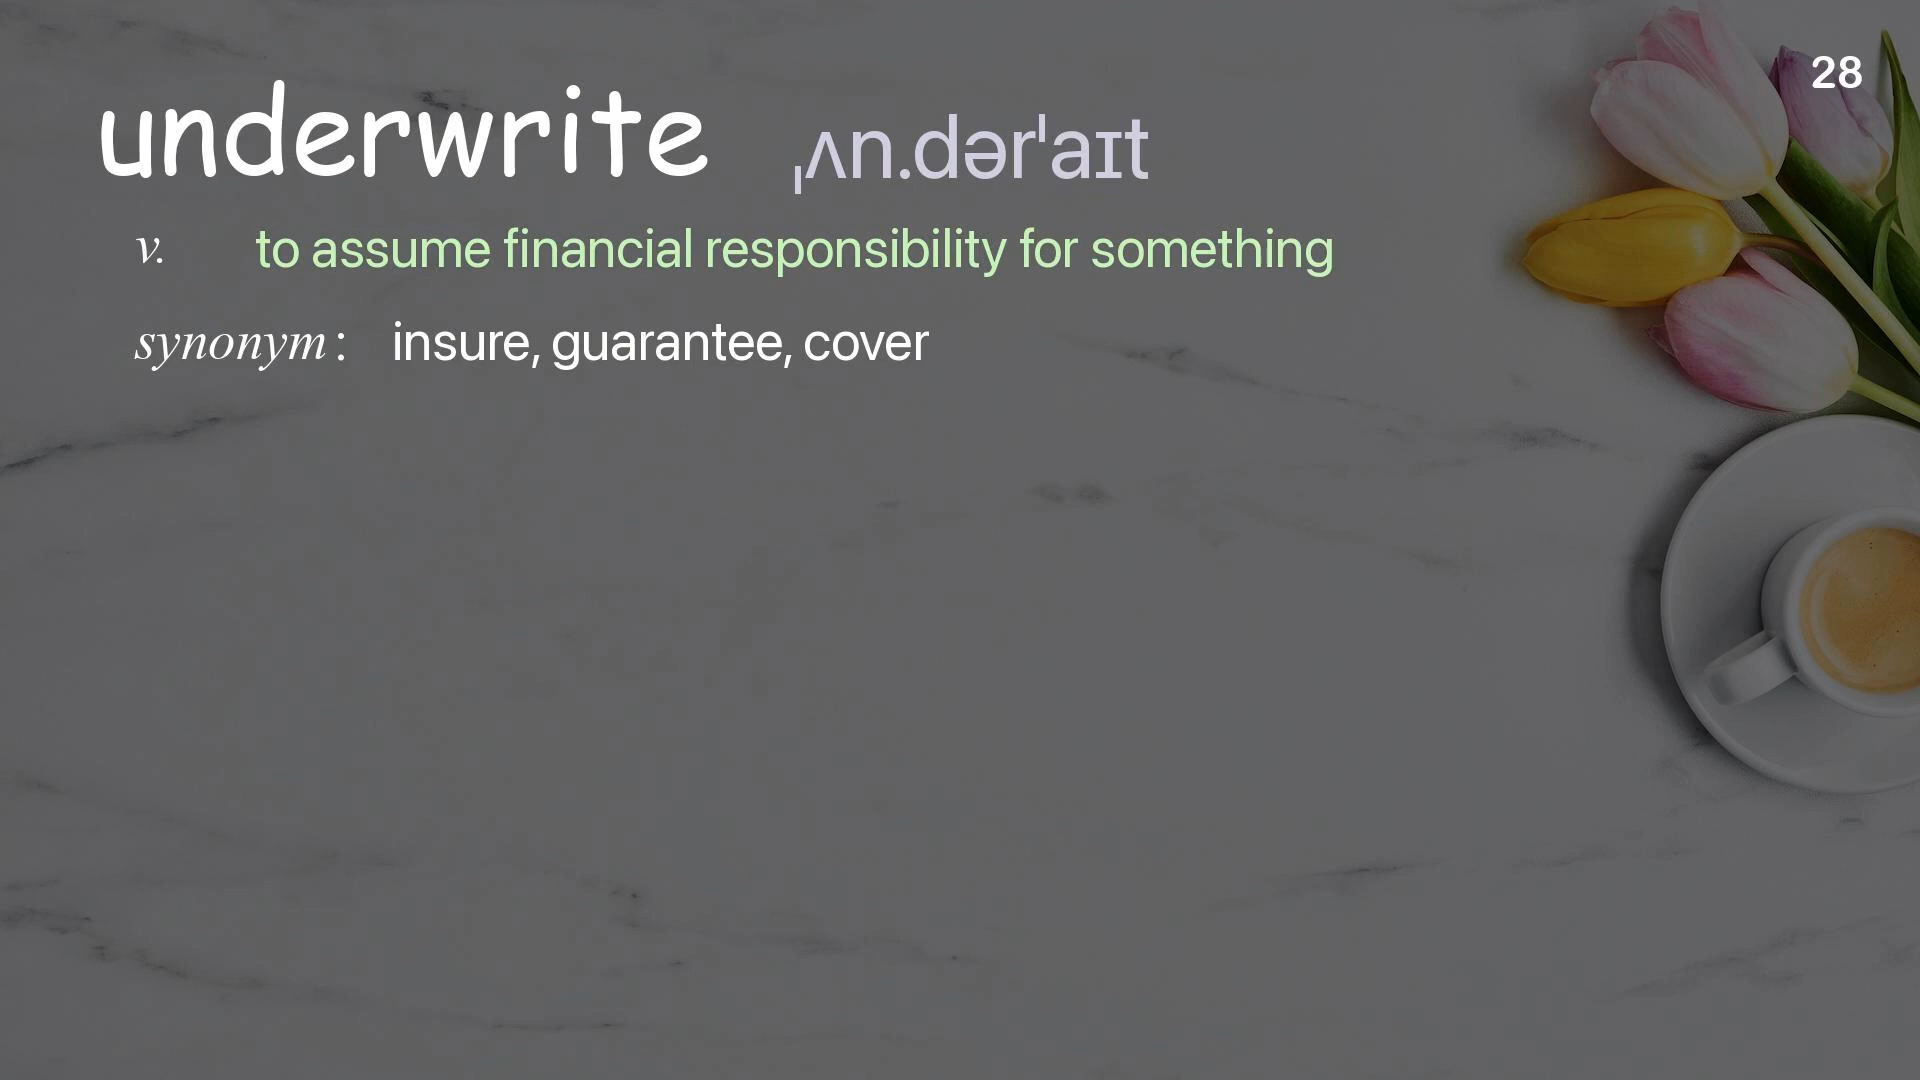 28
underwrite ˌʌn.dərˈaɪt
v. to assume financial responsibility for something
synonym : insure, guarantee, cover